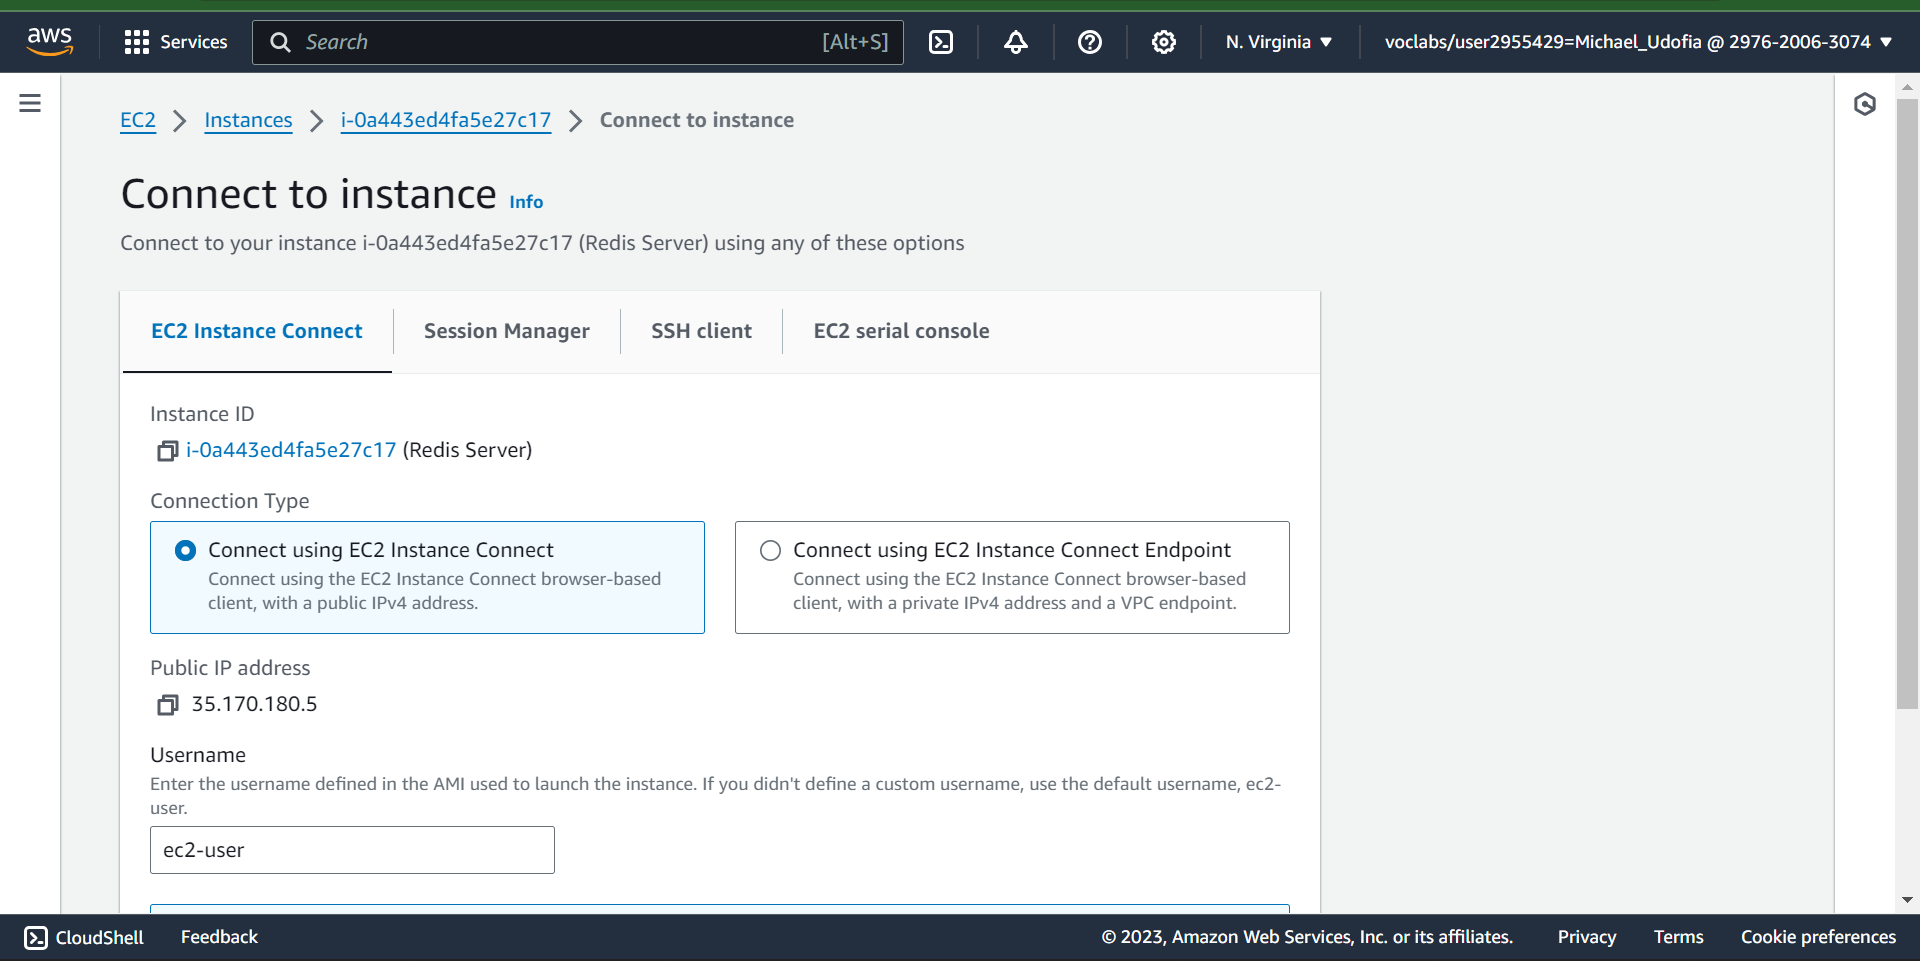 aws
Services
Search
[Alt+S]
N. Virginia
voclabs/user2955429=Michael_Udofia @ 2976-2006-3074
EC2
Instances
i-0a443ed4fa5e27c17
Connect to instance
Connect to instance Info
Connect to your instance i-0a443ed4fa5e27c17 (Redis Server) using any of these options
EC2 Instance Connect
Session Manager
SSH client
EC2 serial console
Instance ID
i-0a443ed4fa5e27c17 (Redis Server)
Connection Type
Connect using EC2 Instance Connect
Connect using the EC2 Instance Connect browser-based
client, with a public IPv4 address.
Connect using EC2 Instance Connect Endpoint
Connect using the EC2 Instance Connect browser-based
client, with a private IPv4 address and a VPC endpoint.
Public IP address
35.170.180.5
Username
Enter the username defined in the AMI used to launch the instance. If you didn't define a custom username, use the default username, ec2-
user.
ec2-user
CloudShell
Feedback
© 2023, Amazon Web Services, Inc. or its affiliates.
Privacy
Terms
Cookie preferences